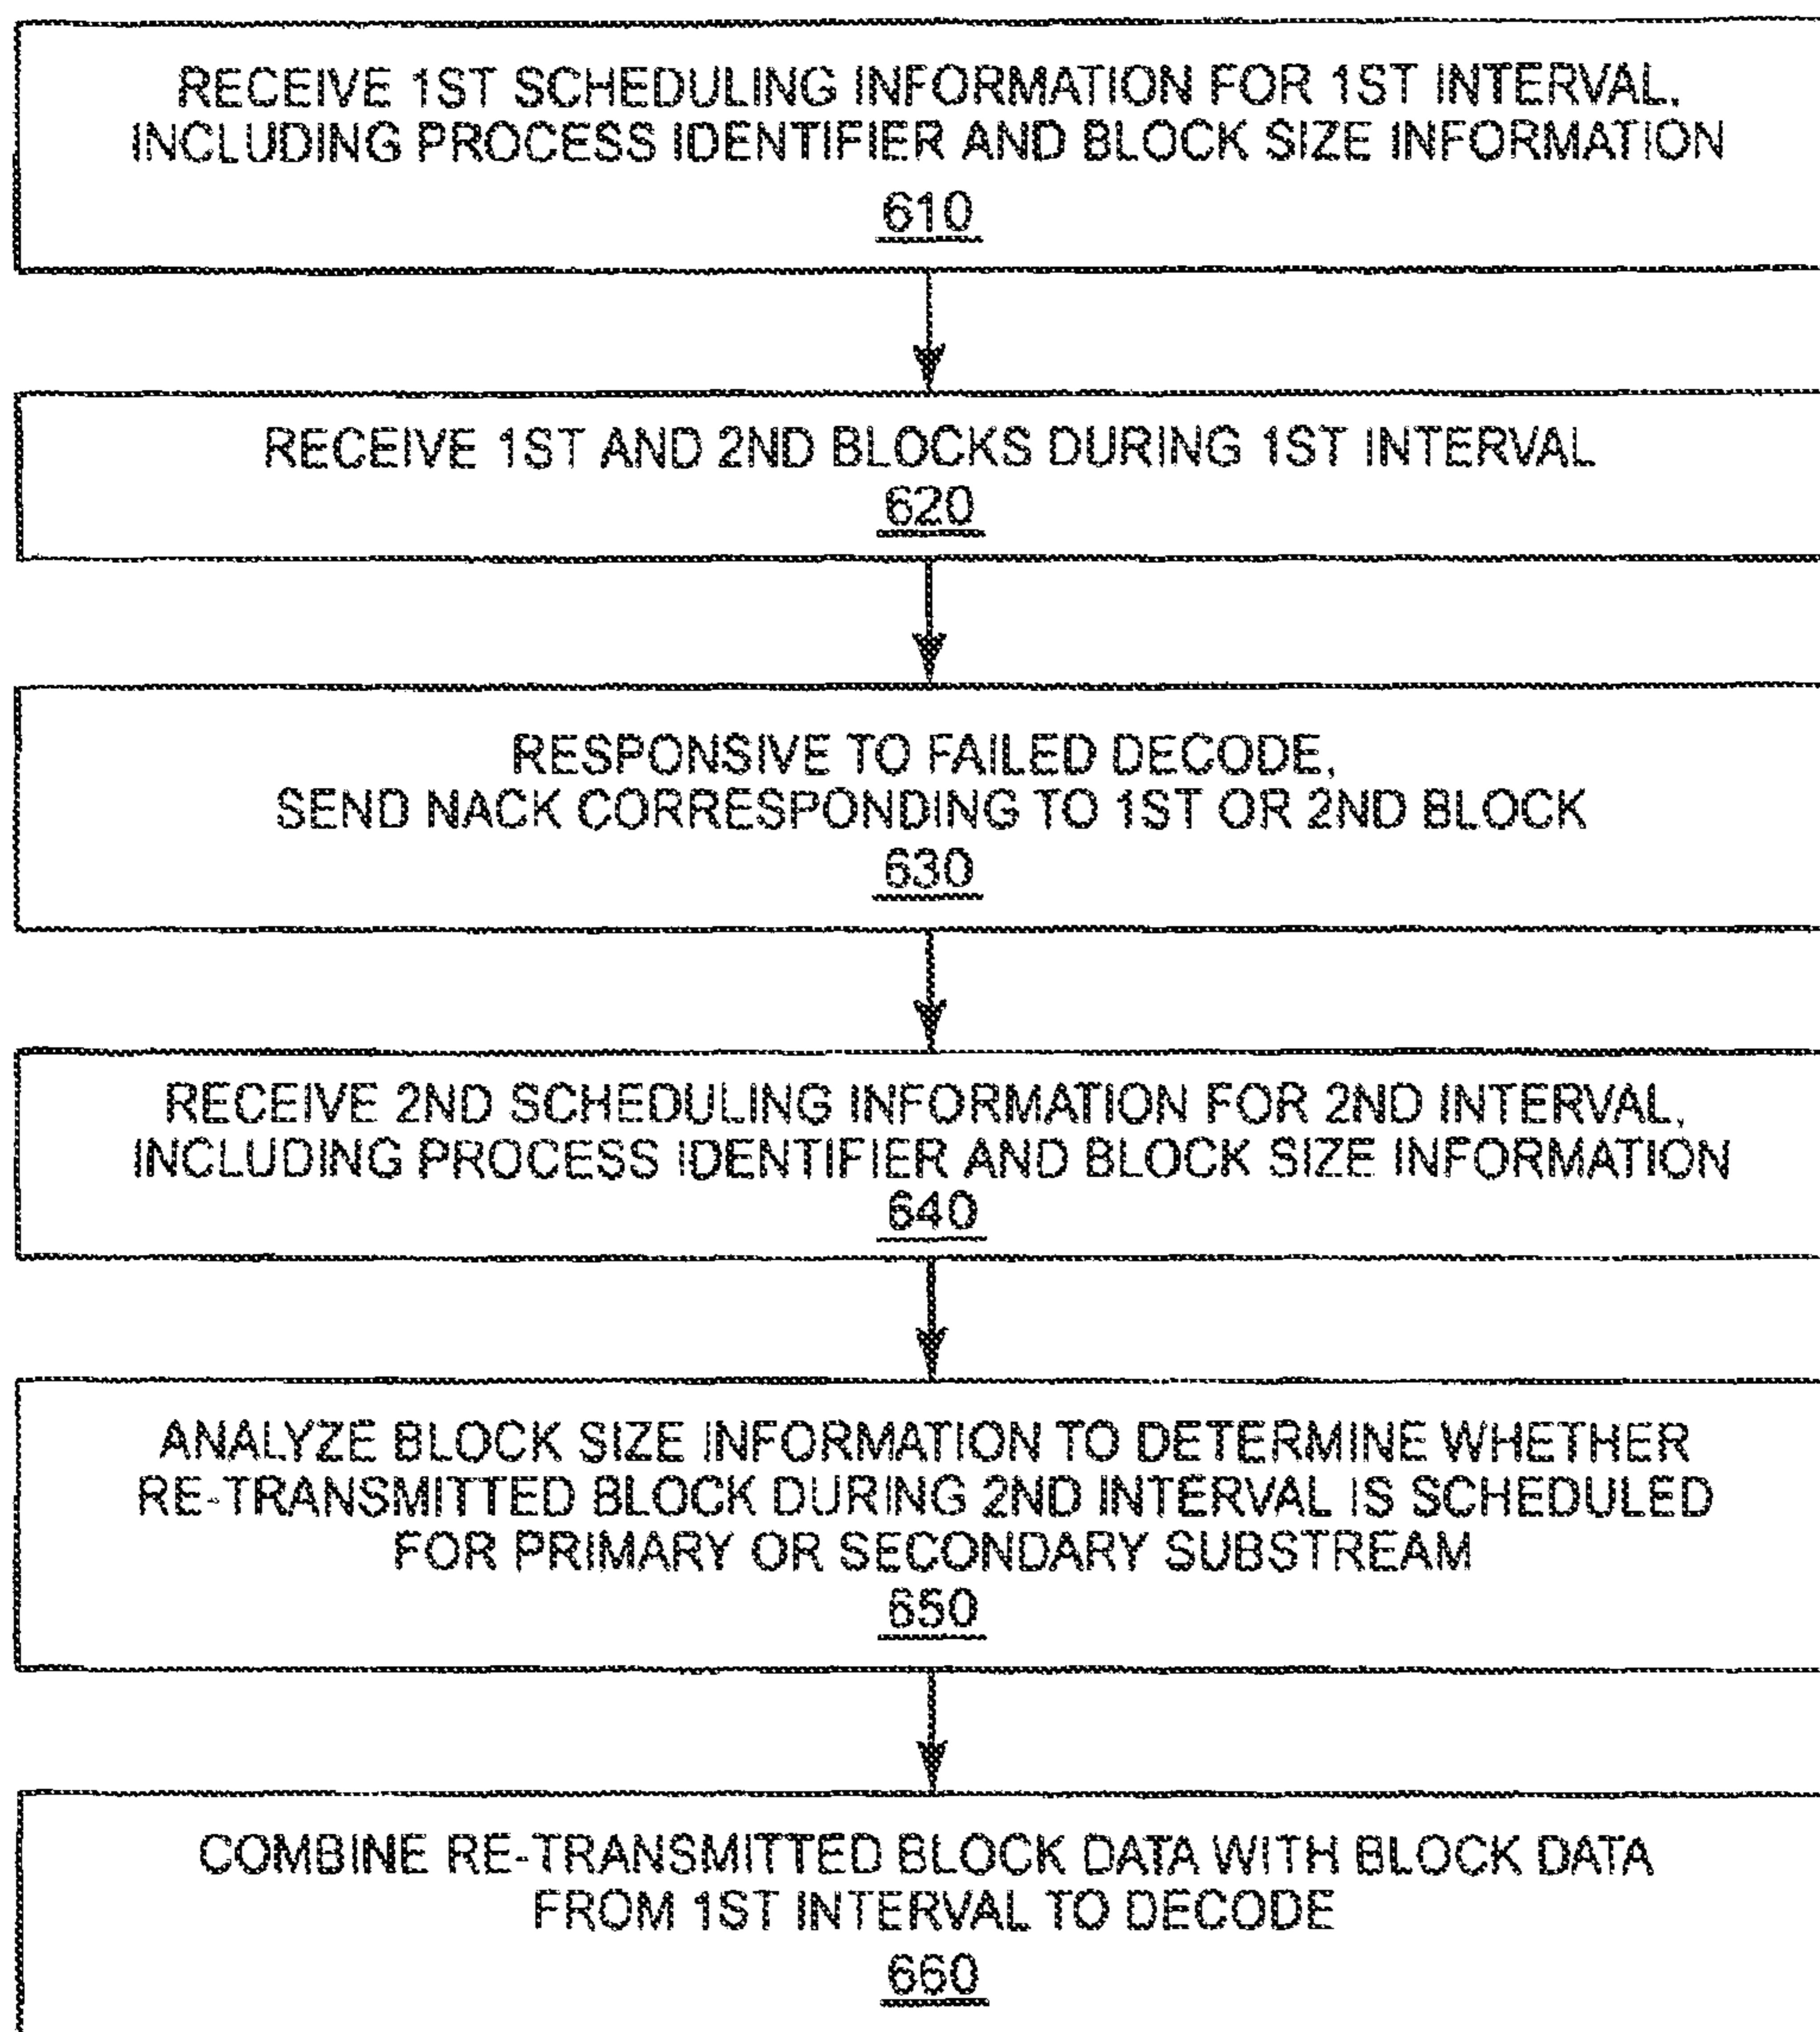 RECEIVE 1ST SCHEDULING INFORMATION FOR 1ST INTERVAL,
INCLUDING PROCESS IDENTIFIER AND BLOCK SIZE INFORMATION
610
RECEIVE 1ST AND 2ND BLOCKS DURING 1ST INTERVAL
620
RESPONSIVE TO FAILED DECODE,
SEND NACK CORRESPONDING TO 1ST OR 2ND BLOCK
630
RECEIVE 2ND SCHEDULING INFORMATION FOR 2ND INTERVAL,
INCLUDING PROCESS IDENTIFIER AND BLOCK SIZE INFORMATION
640
ANALYZE BLOCK SIZE INFORMATION TO DETERMINE WHETHER
RE-TRANSMITTED BLOCK DURING 2ND INTERVAL IS SCHEDULED
FOR PRIMARY OR SECONDARY SUBSTREAM
650
COMBINE RE-TRANSMITTED BLOCK DATA WITH BLOCK DATA
FROM 1ST INTERVAL TO DECODE
660